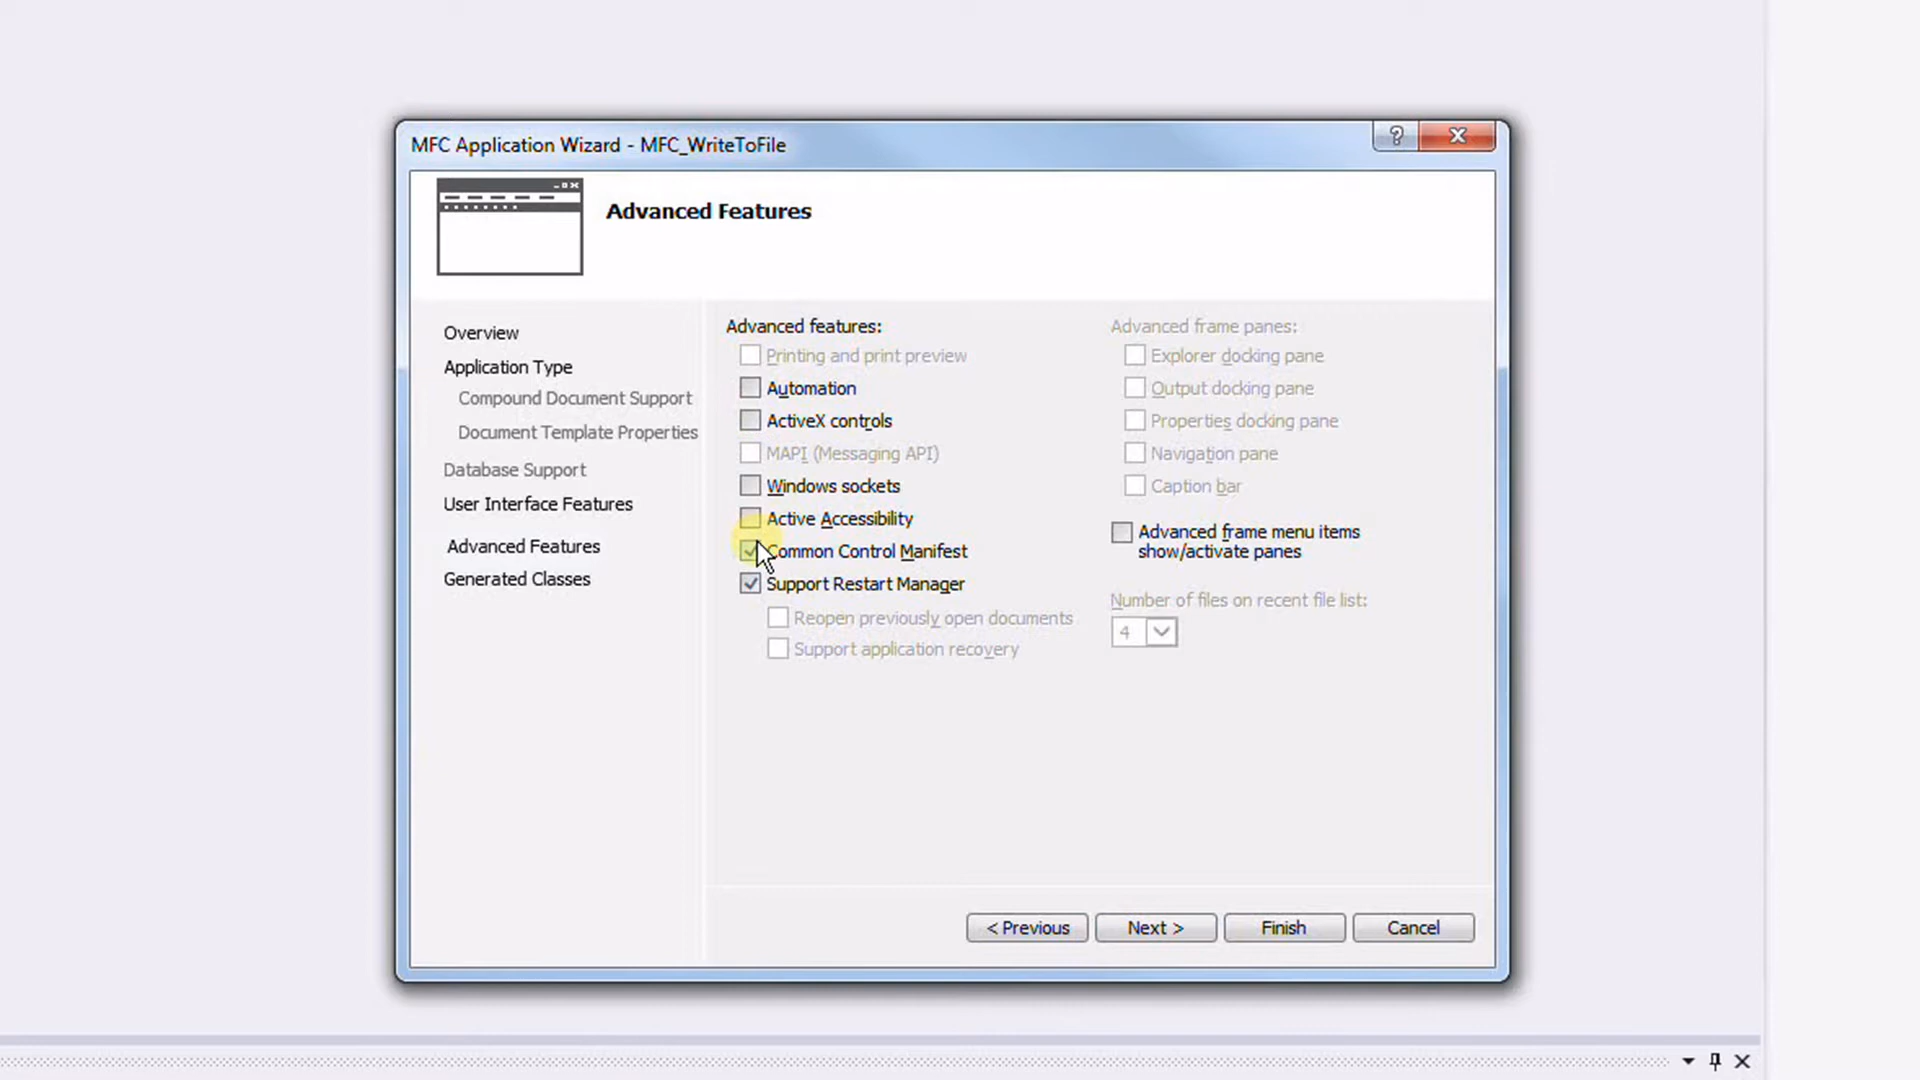 MFC Application Wizard - MFC_WriteToFile
?
Advanced Features
Overview
Application Type
Compound Document Support
Document Template Properties
Database Support
User Interface Features
Advanced Features
Generated Classes
Advanced features:
Printing and print preview
Automation
ActiveX controls
MAPI (Messaging API)
Windows sockets
Active Accessibility
Common Control Manifest
Support Restart Manager
Reopen previously open documents
Support application recovery
Advanced frame panes:
Explorer docking pane
Output docking pane
Properties docking pane
Navigation pane
Caption bar
Advanced frame menu items
show/activate panes
Number of files on recent file list:
4
< Previous
Next >
Finish
Cancel